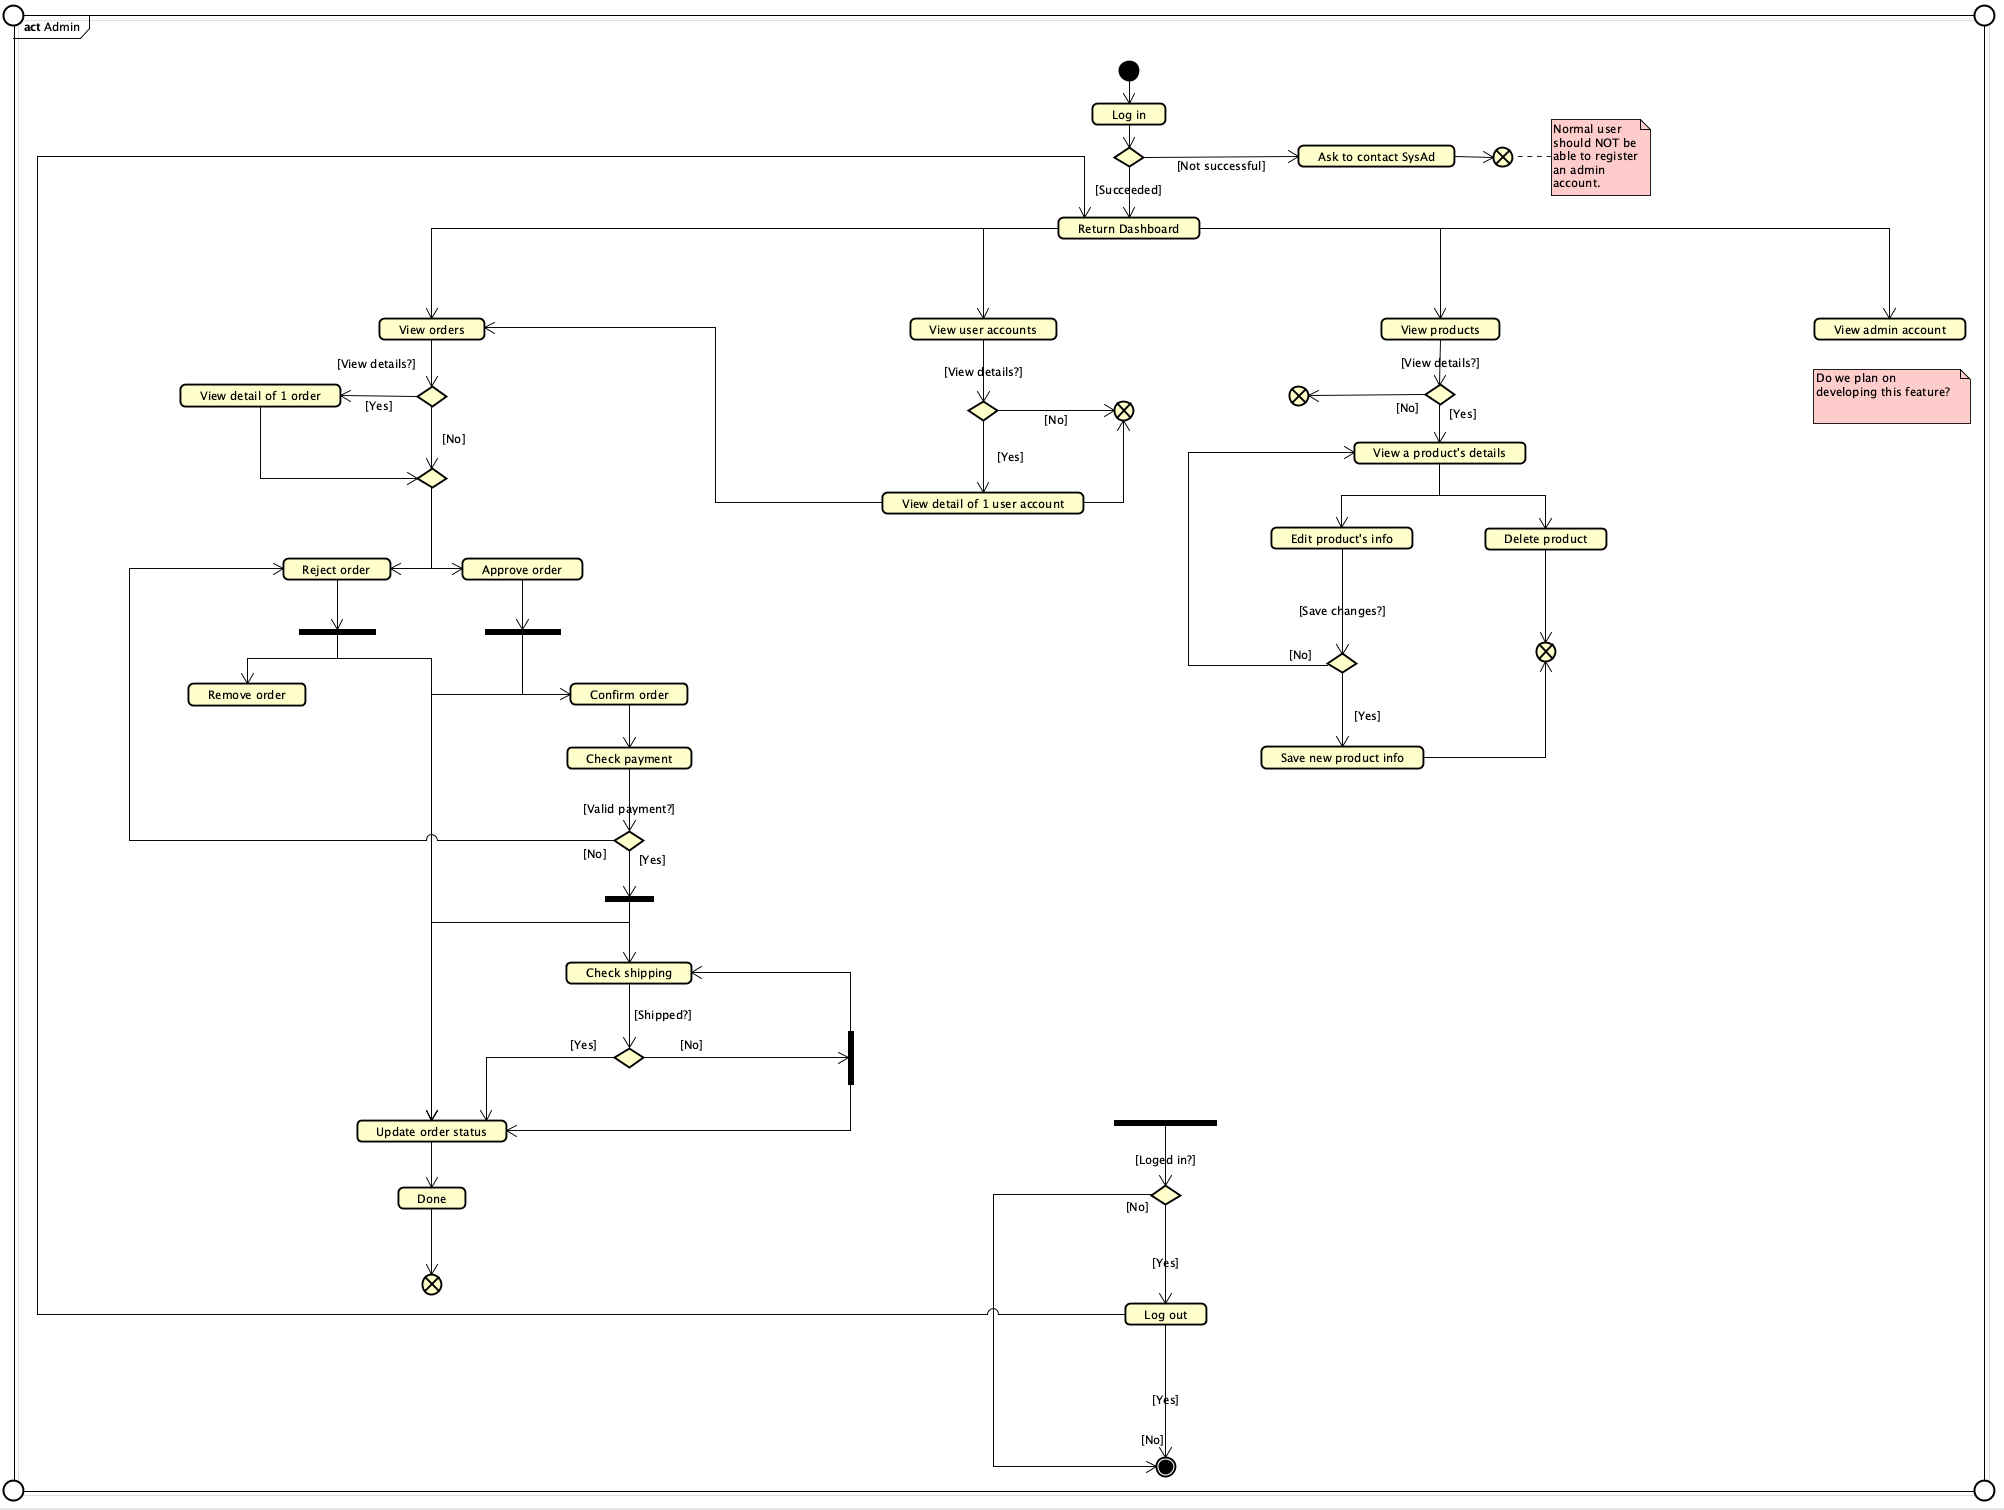 act Admin
Log in
Normal user
should NOT be
able to register
an admin
account.
Ask to contact SysAd
[Not successful]
[Succeeded]
Return Dashboard
View orders
View user accounts
View products
View admin account
[View details?]
[View details?]
[View details?]
Do we plan on
developing this feature?
View detail of 1 order
[Yes]
[No]
[No]
[Yes]
[No]
[Yes]
View a product's details
View detail of 1 user account
Edit product's info
Delete product
Reject order
Approve order
[Save changes?]
[No]
Remove order
Confirm order
[Yes]
Check payment
Save new product info
[Valid payment?]
[No]
[Yes]
Check shipping
[Shipped?]
[Yes]
[No]
Update order status
[Loged in?]
Done
[No]
[Yes]
Log out
[Yes]
[No]